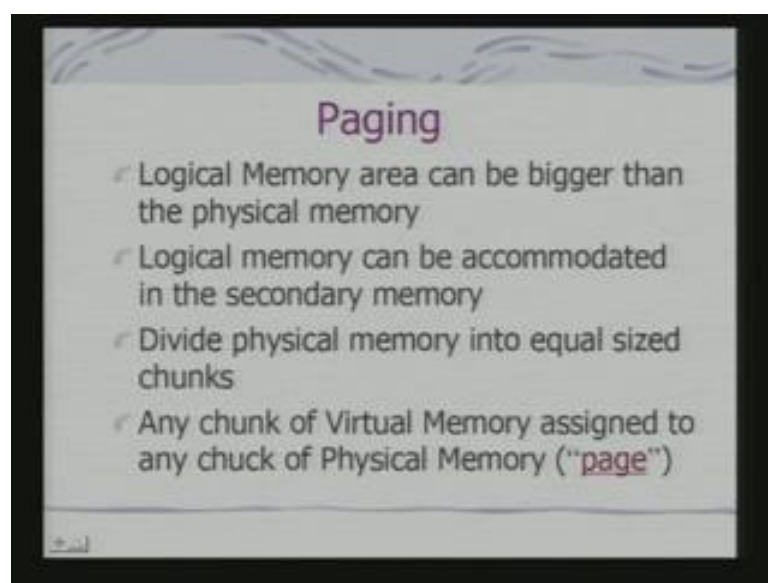 Paging
Logical Memory area can be bigger than
the physical memory
Logical memory can be accommodated
in the secondary memory
Divide physical memory into equal sized
chunks
Any chunk of Virtual Memory assigned to
any chuck of Physical Memory ("page")